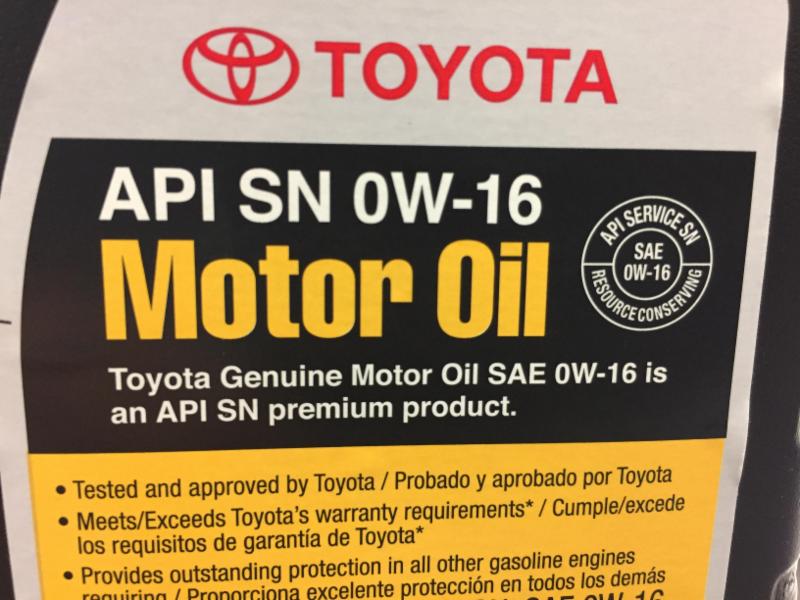 TOYOTA
API SN 0W-16
Motor Oil
API SERVICE SN
SAE
0W-16
RESOURCE CONSERVING
Toyota Genuine Motor Oil SAE 0W-16 is
an API SN premium product.
• Tested and approved by Toyota / Probado y aprobado por Toyota
• Meets/Exceeds Toyota's warranty requirements* / Cumple/excede
los requisitos de garantía de Toyota*
• Provides outstanding protection in all other gasoline engines
requiring / Proporciona excelente protección en todos los demás
SAE 0W-16